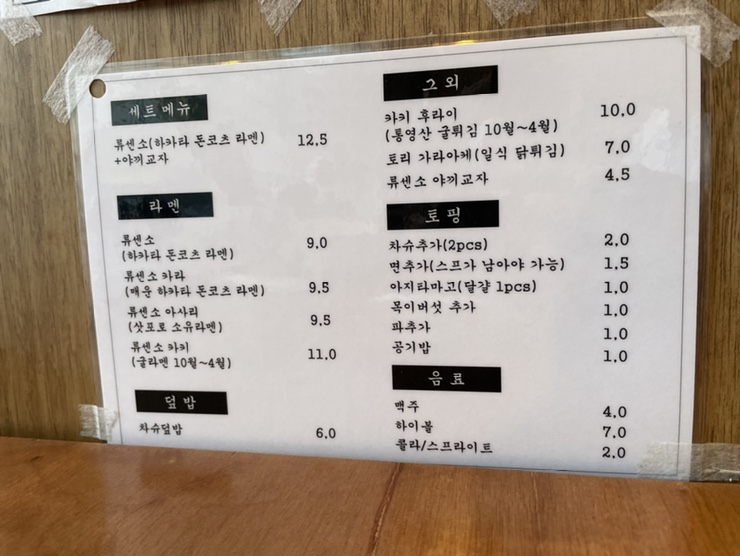 세트메뉴
류센소(하카타 돈코츠 라멘) 12.5
+야끼교자
라멘
류센소 9.0
(하카타 돈코츠 라멘)
류센소 카라
(매운 하카타 돈코츠 라멘) 9.5
류센소 아사리
(삿포로 소유라멘) 9.5
류센소 카키 11.0
(굴라멘 10월~4월)
덮밥
차슈덮밥 6.0
그외
카키 후라이 10.0
(통영산 굴튀김 10월~4월)
토리 가라아케(일식 닭튀김) 7.0
류센소 야끼교자 4.5
토핑
차슈추가(2pcs) 2.0
면추가(스프가 남아야 가능) 1.5
아지타마고(달걀 1pcs) 1.0
목이버섯 추가 1.0
파추가 1.0
공기밥 1.0
음료
맥주 4.0
하이볼 7.0
콜라/스프라이트 2.0